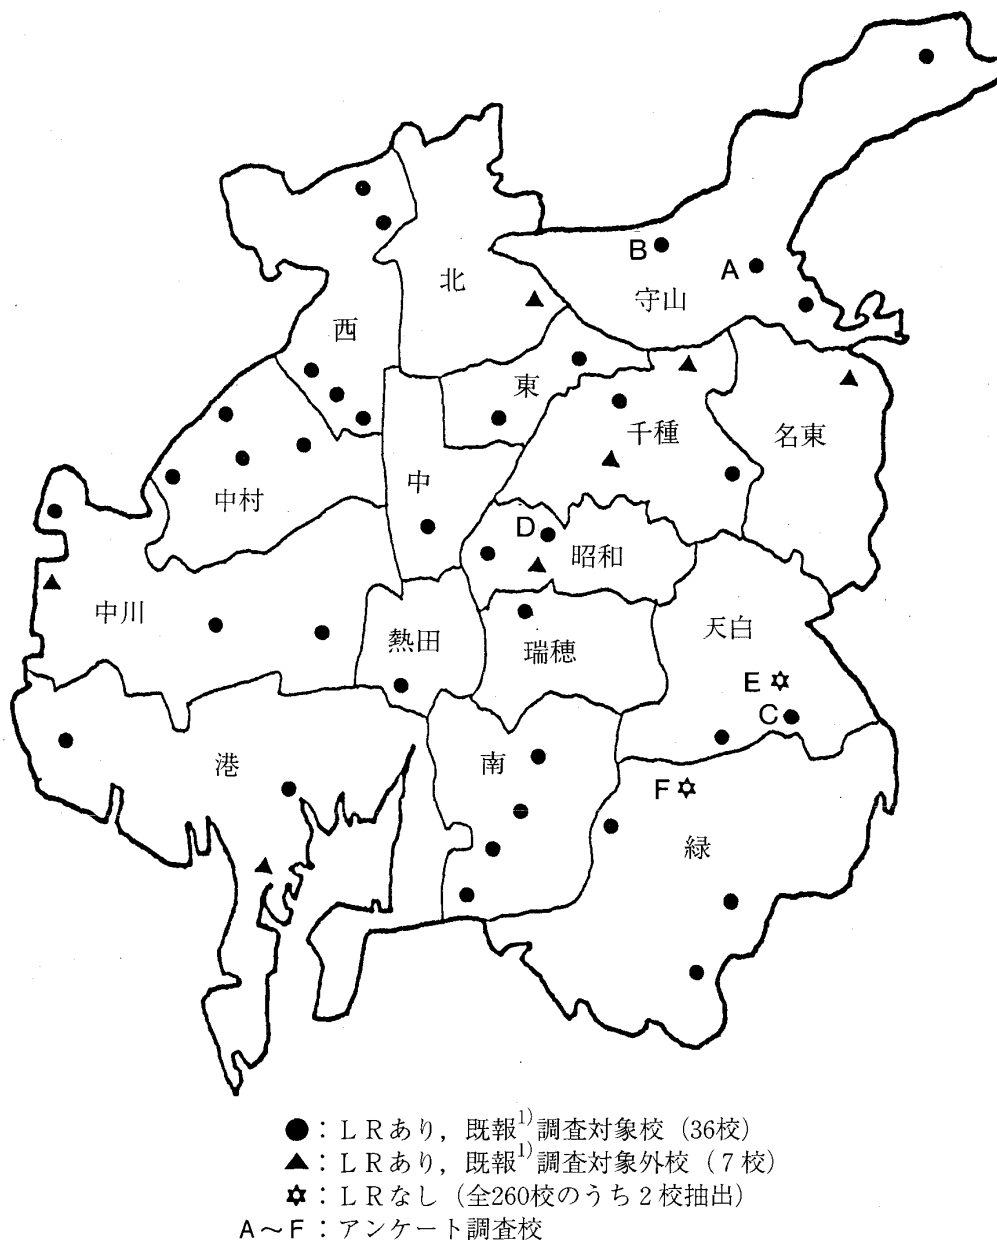 B
A
北
守山
西
東
千種
名東
中
中村
D
昭和
中川
天白
熱田
瑞穂
E
C
港
南
F
緑
●：ＬＲあり，既報1)調査対象校（36校）
▲：ＬＲあり，既報1)調査対象外校（７校）
✡：ＬＲなし（全260校のうち２校抽出）
A～F：アンケート調査校